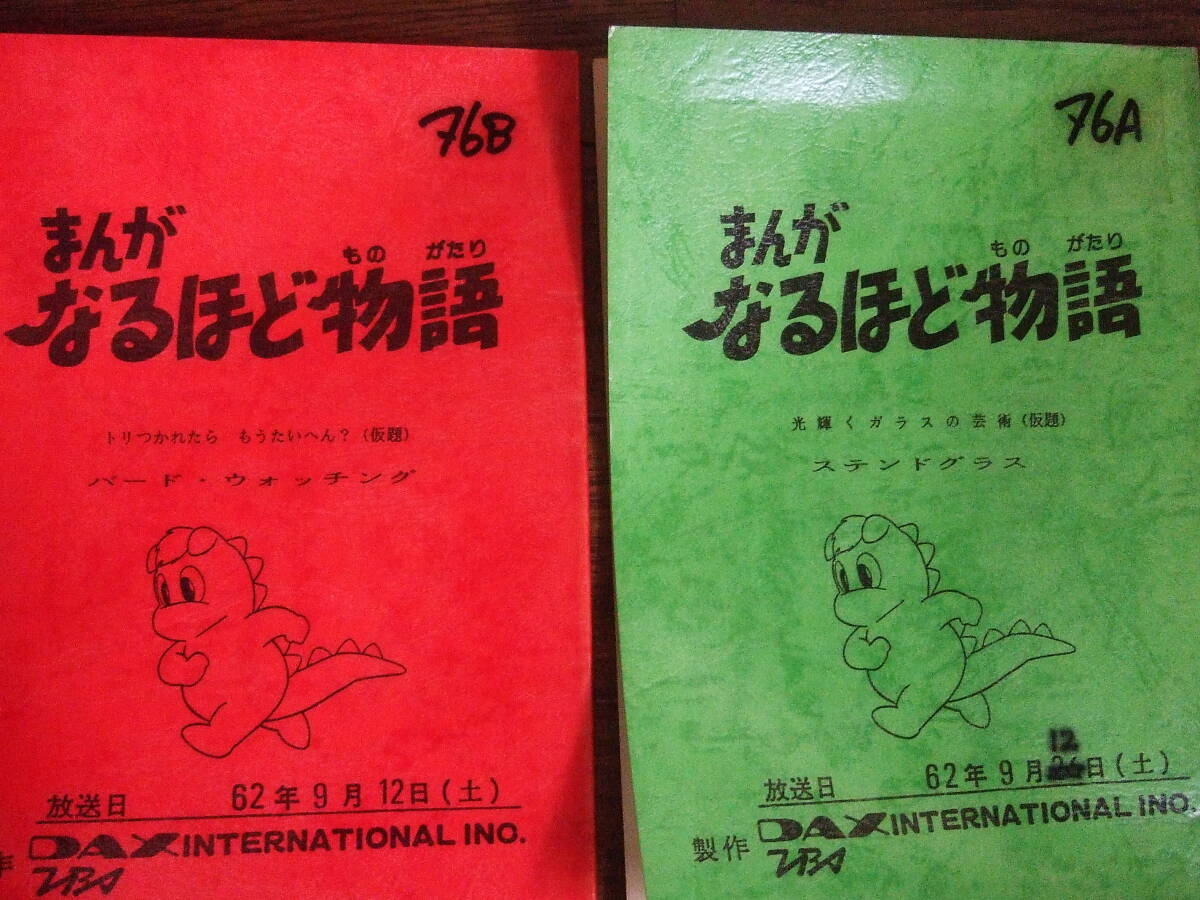 76B
まんが
もの がたり
なるほど物語
トリつかれたら もうたいへん?(仮題)
バード・ウォッチング
放送日 62年9月12日(土)
作 DAX INTERNATIONAL INC.
76A
まんが
もの がたり
なるほど物語
光輝くガラスの芸術(仮題)
ステンドグラス
12
放送日 62年9月26日(土)
製作 DAX INTERNATIONAL INC.